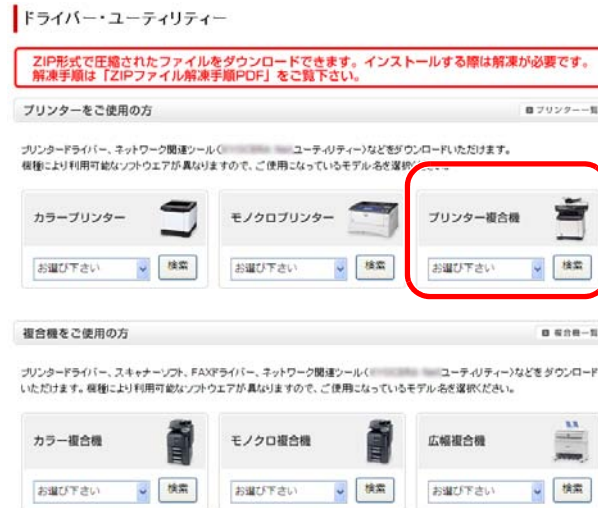 ドライバー・ユーティリティー
ZIP形式で圧縮されたファイルをダウンロードできます。インストールする際は解凍が必要です。
解凍手順は「ZIPファイル解凍手順PDF」をご覧下さい。
プリンターをご使用の方
プリンター一覧
プリンタードライバー、ネットワーク関連ツール( ユーティリティー)などをダウンロードいただけます。
機種により利用可能なソフトウエアが異なりますので、ご使用になっているモデル名を選択ください。
カラープリンター
モノクロプリンター
プリンター複合機
お選び下さい 検索
お選び下さい 検索
お選び下さい 検索
複合機をご使用の方
複合機一覧
プリンタードライバー、スキャナーソフト、FAXドライバー、ネットワーク関連ツール( ユーティリティー)などをダウンロード
いただけます。機種により利用可能なソフトウエアが異なりますので、ご使用になっているモデル名を選択ください。
カラー複合機
モノクロ複合機
広幅複合機
お選び下さい 検索
お選び下さい 検索
お選び下さい 検索